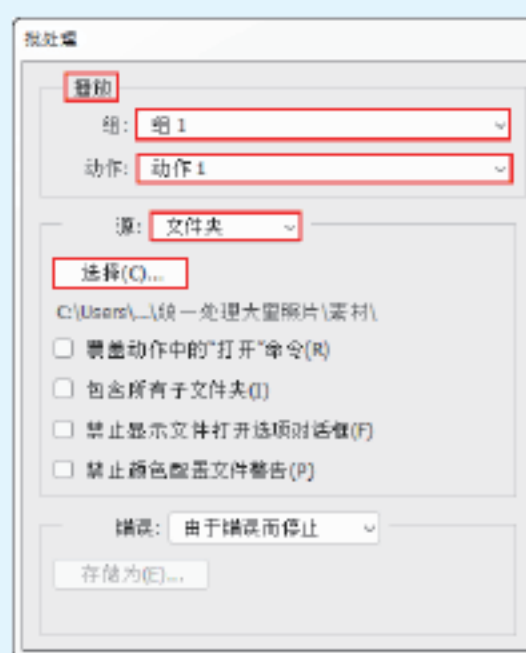 批处理
播放
组: 组 1
动作: 动作 1
源: 文件夹
选择(C)...
C:\Users\...\统一处理大量照片\素材\
覆盖动作中的"打开"命令(R)
包含所有子文件夹(I)
禁止显示文件打开选项对话框(F)
禁止颜色配置文件警告(P)
错误: 由于错误而停止
存储为(E)...